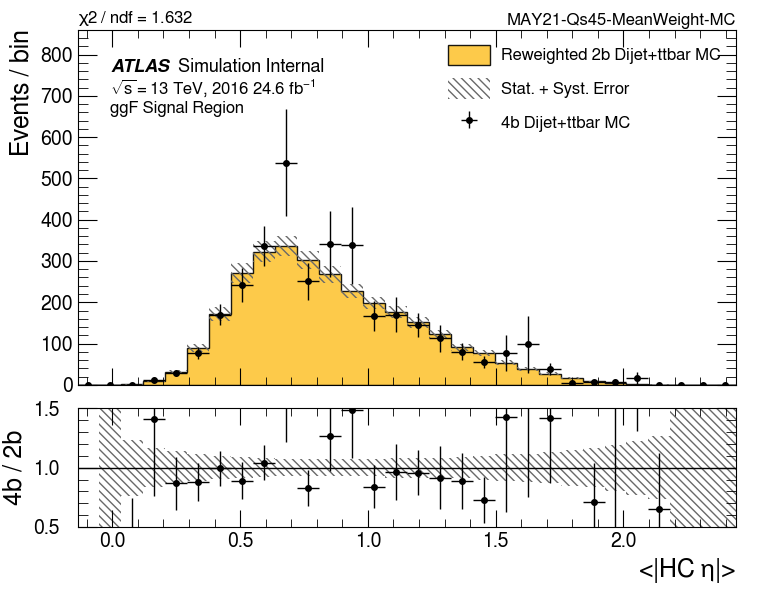 χ2 / ndf = 1.632
MAY21-Qs45-MeanWeight-MC
Events / bin
800
700
600
500
400
300
200
100
0
ATLAS Simulation Internal
√s = 13 TeV, 2016 24.6 fb⁻¹
ggF Signal Region
Reweighted 2b Dijet+ttbar MC
Stat. + Syst. Error
4b Dijet+ttbar MC
4b / 2b
1.5
1.0
0.5
0.0 0.5 1.0 1.5 2.0
<|HC η|>